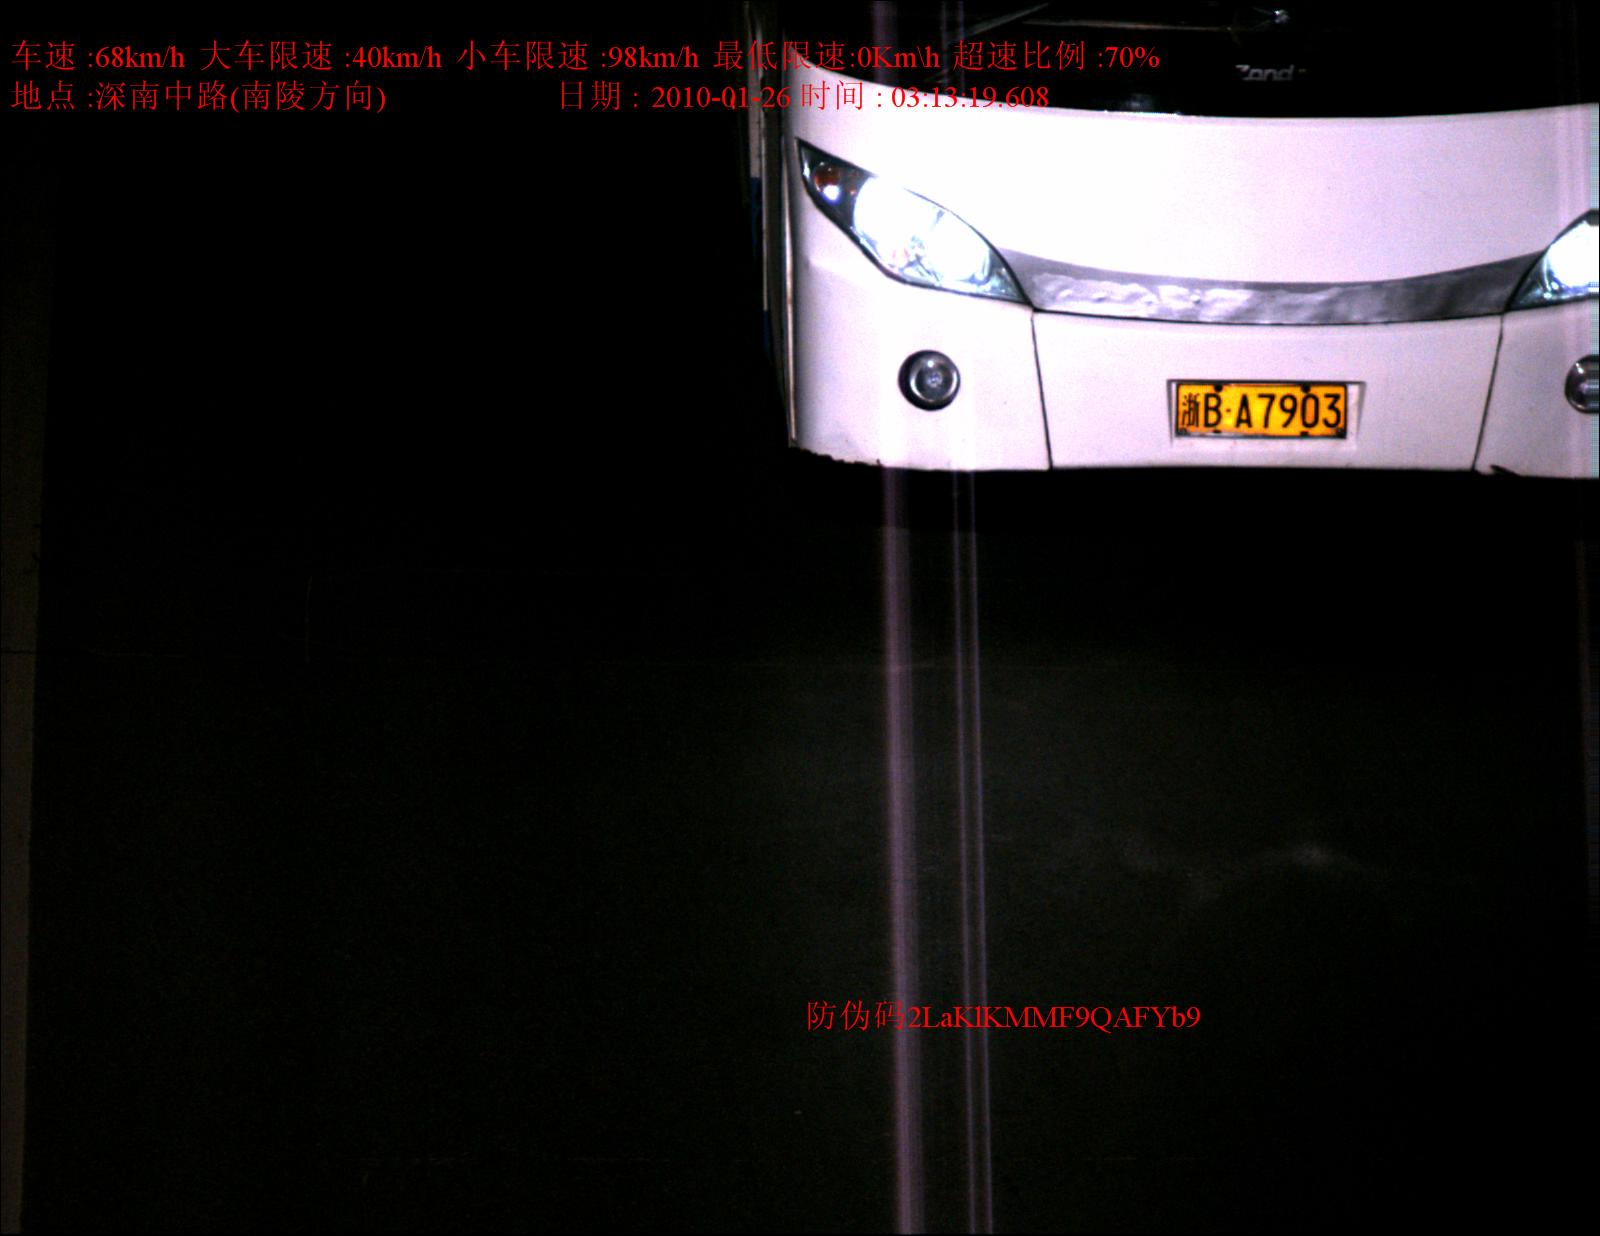 车速 :68km/h 大车限速 :40km/h 小车限速 :98km/h 最低限速:0Km\h 超速比例 :70%
地点 :深南中路(南陵方向) 日期 : 2010-01-26 时间 : 03:13:19.608
Zonda
浙B·A7903
防伪码2LaKlKMMF9QAFYb9